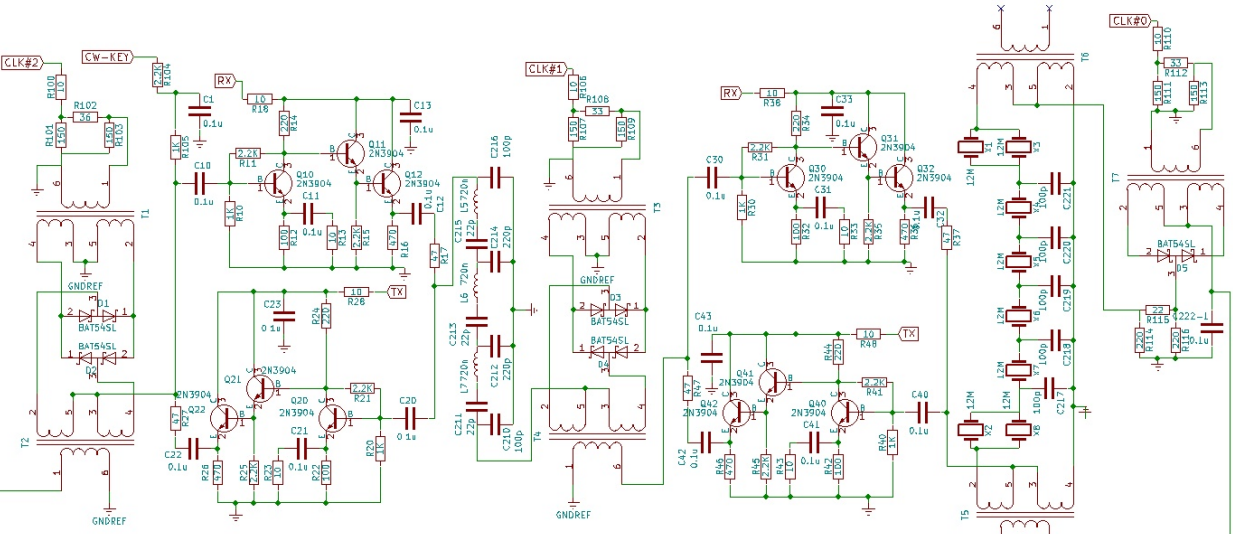 CLK#2
CW-KEY
RX
CLK#1
RX
CLK#0
R100
10
R102
36
R101
150
R103
150
R104
2.2K
R105
1K
C1
0.1u
C10
0.1u
R18
10
R14
220
R11
2.2K
R10
1K
Q10
2N3904
Q11
2N3904
Q12
2N3904
C13
0.1u
C11
0.1u
R12
100
R13
10
R15
2.2K
R16
470
C12
0.1u
R17
47
T1
GNDREF
D1
BAT54SL
BAT54SL
D2
T2
GNDREF
TX
R28
10
C23
0.1u
R24
220
Q21
2N3904
Q22
2N3904
Q20
2N3904
R21
2.2K
C20
0.1u
R20
1K
R27
47
C22
0.1u
R26
470
R25
2.2K
R23
10
C21
0.1u
R22
100
C216
100p
L5
720n
C215
22p
C214
220p
L6
720n
C213
22p
C212
220p
L7
720n
C211
22p
C210
100p
R106
10
R108
33
R107
150
R109
150
T3
GNDREF
D3
BAT54SL
BAT54SL
D4
T4
GNDREF
R38
10
C33
0.1u
R34
220
R31
2.2K
C30
0.1u
R30
1K
Q30
2N3904
Q31
2N3904
Q32
2N3904
C31
0.1u
R32
100
R33
10
R35
2.2K
470
C32
R37
47
TX
R48
10
C43
0.1u
R44
220
Q41
2N3904
Q42
2N3904
Q40
2N3904
R41
2.2K
C40
0.1u
R40
1K
R47
47
C42
0.1u
R46
470
R45
2.2K
R43
10
C41
0.1u
R42
100
T6
X1
12M
X3
12M
X4
12M
C221
100p
X5
12M
C220
100p
X6
12M
C219
100p
X7
12M
C218
100p
C217
100p
X2
12M
X8
12M
T5
R110
10
R112
33
R111
150
R113
150
T7
BAT54SL
D5
R115
22
R114
220
R116
220
C222-1
0.1u